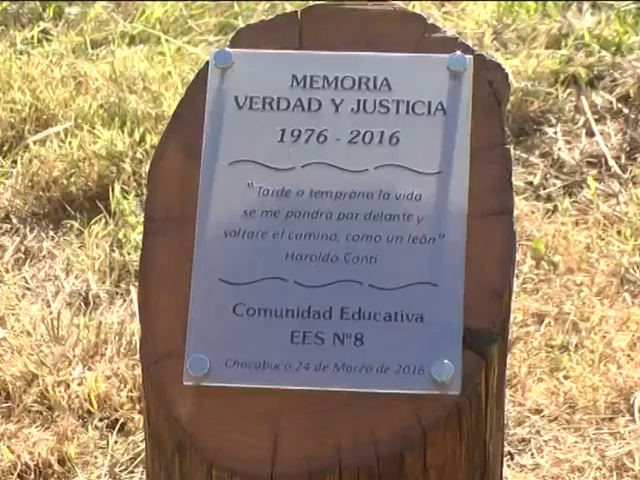 MEMORIA
VERDAD Y JUSTICIA
1976 - 2016
"Tarde o temprano la vida
se me pondrá por delante y
saltaré el camino, como un león"
Haroldo Conti
Comunidad Educativa
EES Nº8
Chacabuco 24 de Marzo de 2016